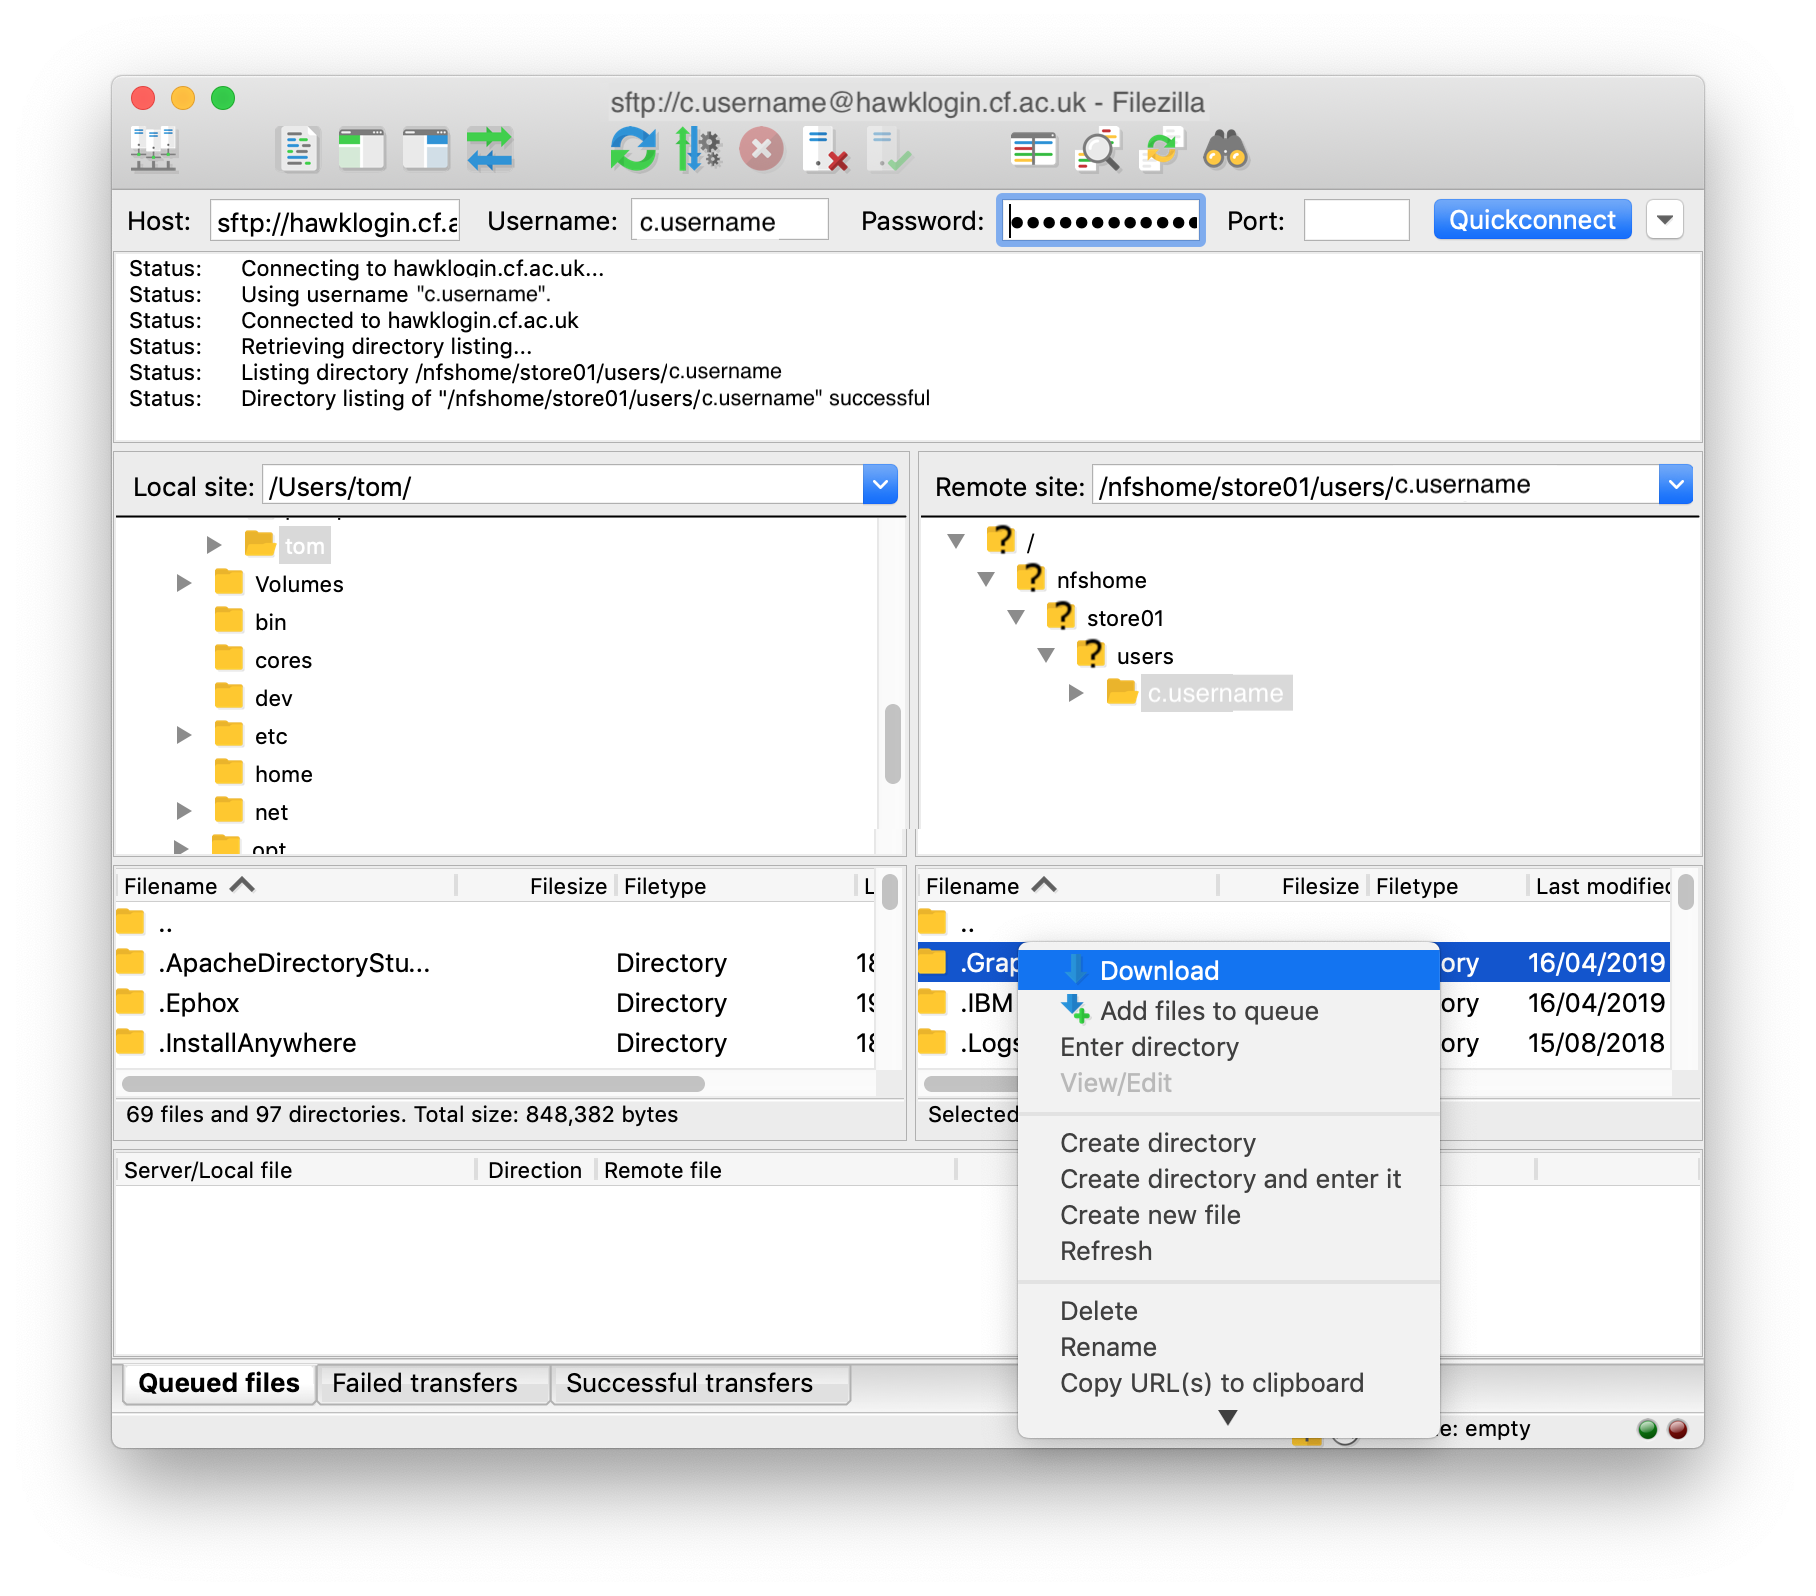 sftp://c.username@hawklogin.cf.ac.uk - Filezilla
Host: sftp://hawklogin.cf.a Username: c.username Password: ●●●●●●●●●●●● Port: Quickconnect
Status: Connecting to hawklogin.cf.ac.uk...
Status: Using username "c.username".
Status: Connected to hawklogin.cf.ac.uk
Status: Retrieving directory listing...
Status: Listing directory /nfshome/store01/users/c.username
Status: Directory listing of "/nfshome/store01/users/c.username" successful
Local site: /Users/tom/
tom
Volumes
bin
cores
dev
etc
home
net
opt
Remote site: /nfshome/store01/users/c.username
? /
? nfshome
? store01
? users
c.username
Filename Filesize Filetype L
..
.ApacheDirectoryStu... Directory 18
.Ephox Directory 19
.InstallAnywhere Directory 18
69 files and 97 directories. Total size: 848,382 bytes
Filename Filesize Filetype Last modified
..
.Grap ory 16/04/2019
.IBM ory 16/04/2019
.Logs ory 15/08/2018
Selected
Download
Add files to queue
Enter directory
View/Edit
Create directory
Create directory and enter it
Create new file
Refresh
Delete
Rename
Copy URL(s) to clipboard
Server/Local file Direction Remote file
Queued files Failed transfers Successful transfers
e: empty